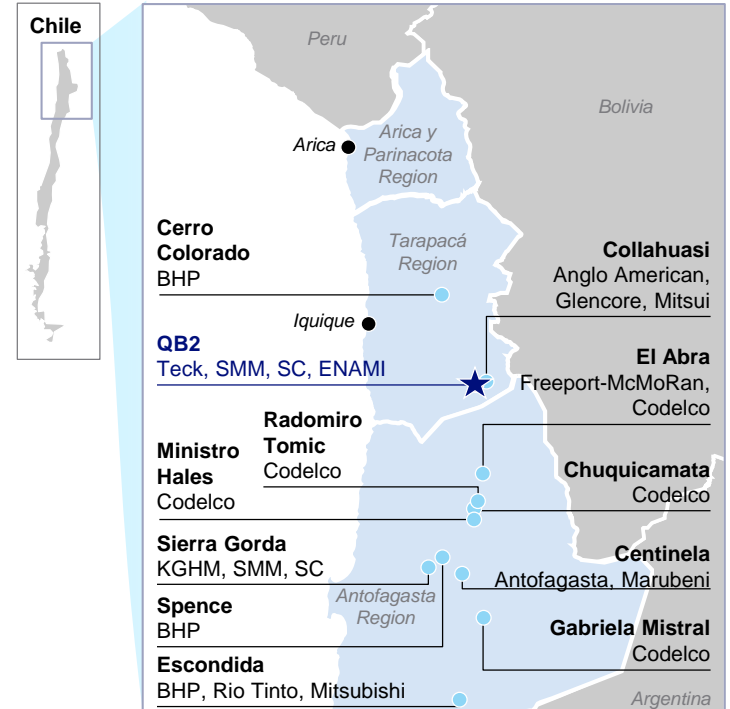 Chile
Peru
Bolivia
Arica
Arica y
Parinacota
Region
Cerro
Colorado
BHP
Tarapacá
Region
Collahuasi
Anglo American,
Glencore, Mitsui
Iquique
QB2
Teck, SMM, SC, ENAMI
El Abra
Freeport-McMoRan,
Codelco
Radomiro
Tomic
Codelco
Ministro
Hales
Codelco
Chuquicamata
Codelco
Sierra Gorda
KGHM, SMM, SC
Centinela
Antofagasta, Marubeni
Antofagasta
Region
Spence
BHP
Gabriela Mistral
Codelco
Escondida
BHP, Rio Tinto, Mitsubishi
Argentina